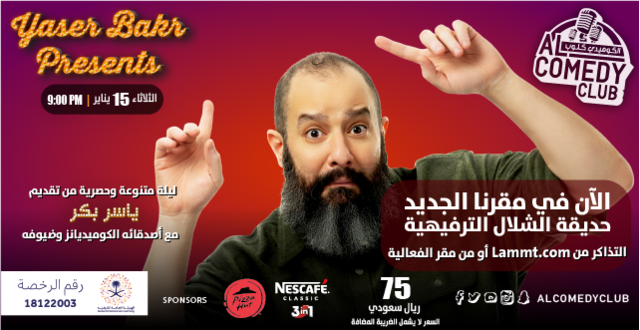 Yaser Bakr
Presents
الثلاثاء 15 يناير | 9:00 PM
الكوميدي كلوب
AL
COMEDY
CLUB
ليلة متنوعة وحصرية من تقديم
ياسر بكر
مع أصدقائه الكوميديانز وضيوفه
الآن في مقرنا الجديد
حديقة الشلال الترفيهية
التذاكر من Lammt.com أو من مقر الفعالية
رقم الرخصة
18122003
SPONSORS
Pizza Hut
NESCAFÉ
CLASSIC
3in1
75
ريال سعودي
السعر لا يشمل الضريبة المضافة
ALCOMEDYCLUB